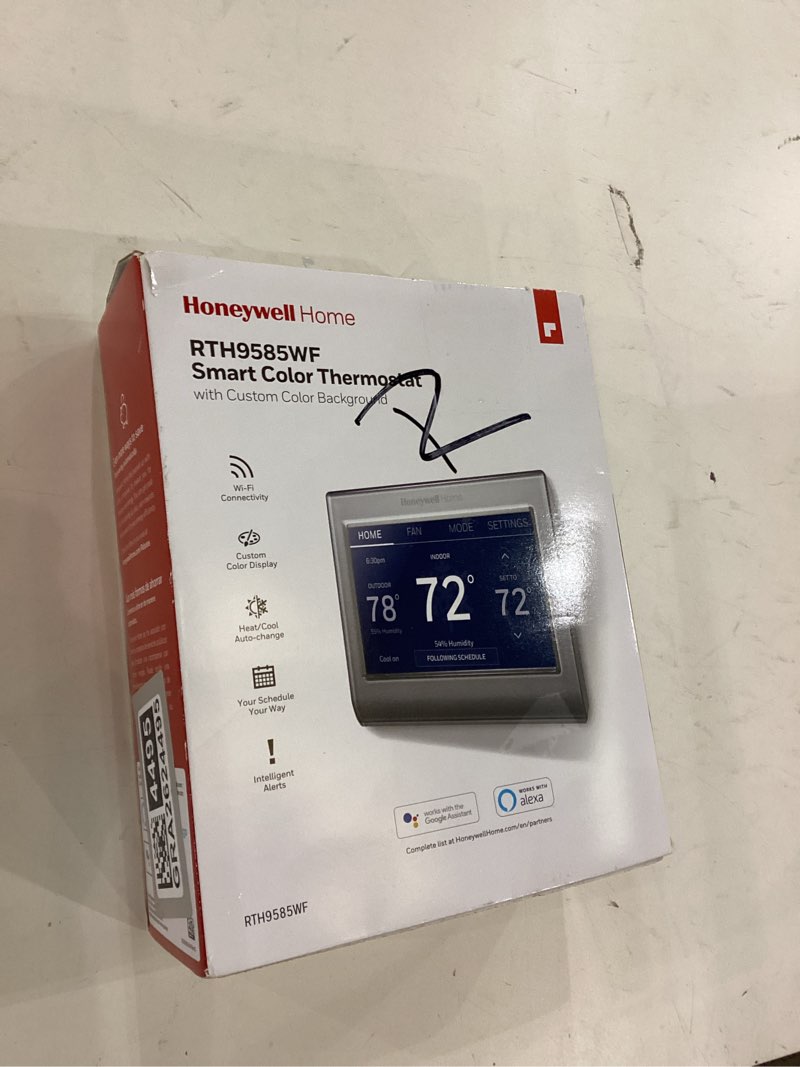 Honeywell Home
RTH9585WF
Smart Color Thermostat
with Custom Color Background
Wi-Fi
Connectivity
Custom
Color Display
Heat/Cool
Auto-change
Your Schedule
Your Way
Intelligent
Alerts
Honeywell Home
HOME FAN MODE SETTINGS
6:30pm INDOOR
OUTDOOR SET TO
78° 72° 72°
54% Humidity
Cool on FOLLOWING SCHEDULE
works with the
Google Assistant
WORKS WITH
alexa
Complete list at HoneywellHome.com/en/partners
RTH9585WF
4495
GRA2624495